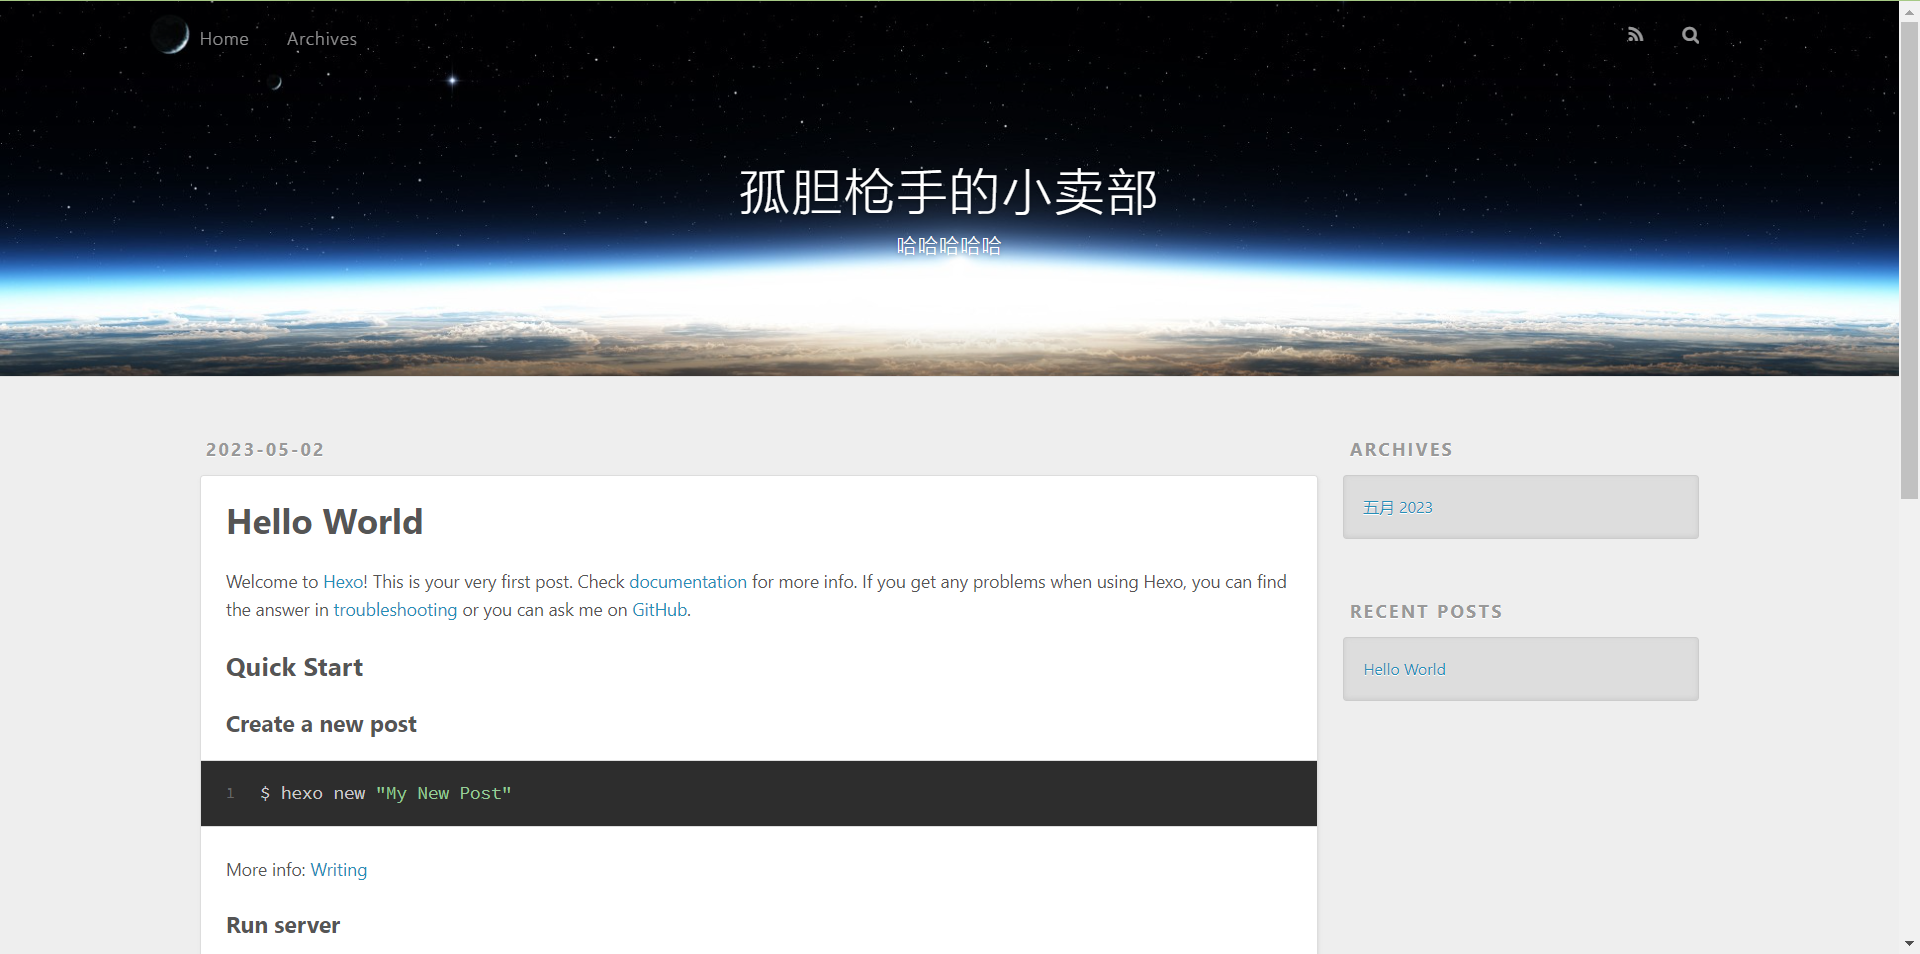 Home Archives
孤胆枪手的小卖部
哈哈哈哈哈
2023-05-02
Hello World
Welcome to Hexo! This is your very first post. Check documentation for more info. If you get any problems when using Hexo, you can find
the answer in troubleshooting or you can ask me on GitHub.
Quick Start
Create a new post
1 $ hexo new "My New Post"
More info: Writing
Run server
ARCHIVES
五月 2023
RECENT POSTS
Hello World